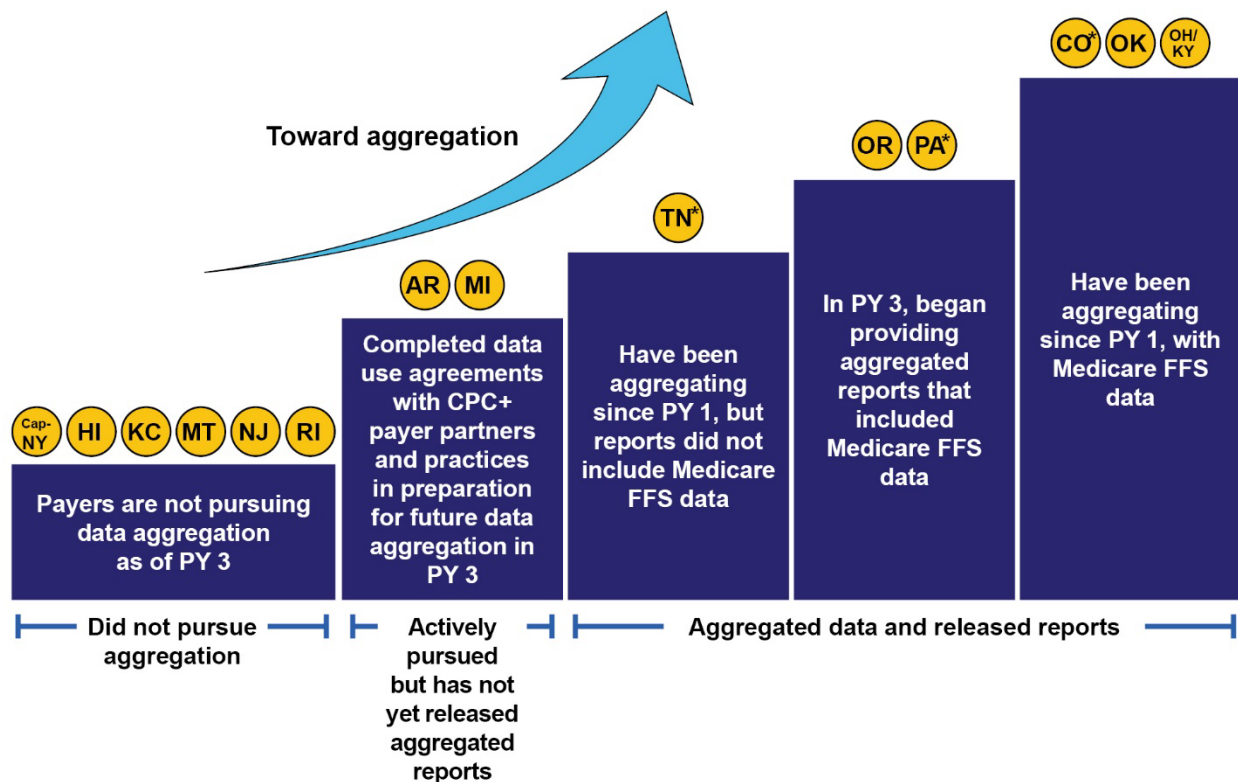 Toward aggregation
Cap-
NY
HI
KC
MT
NJ
RI
Payers are not pursuing
data aggregation
as of PY 3
Did not pursue
aggregation
AR
MI
Completed data
use agreements
with CPC+
payer partners
and practices
in preparation
for future data
aggregation in
PY 3
Actively
pursued
but has not
yet released
aggregated
reports
TN*
Have been
aggregating
since PY 1, but
reports did not
include Medicare
FFS data
OR
PA*
In PY 3, began
providing
aggregated
reports that
included
Medicare FFS
data
CO*
OK
OH/
KY
Have been
aggregating
since PY 1, with
Medicare FFS
data
Aggregated data and released reports